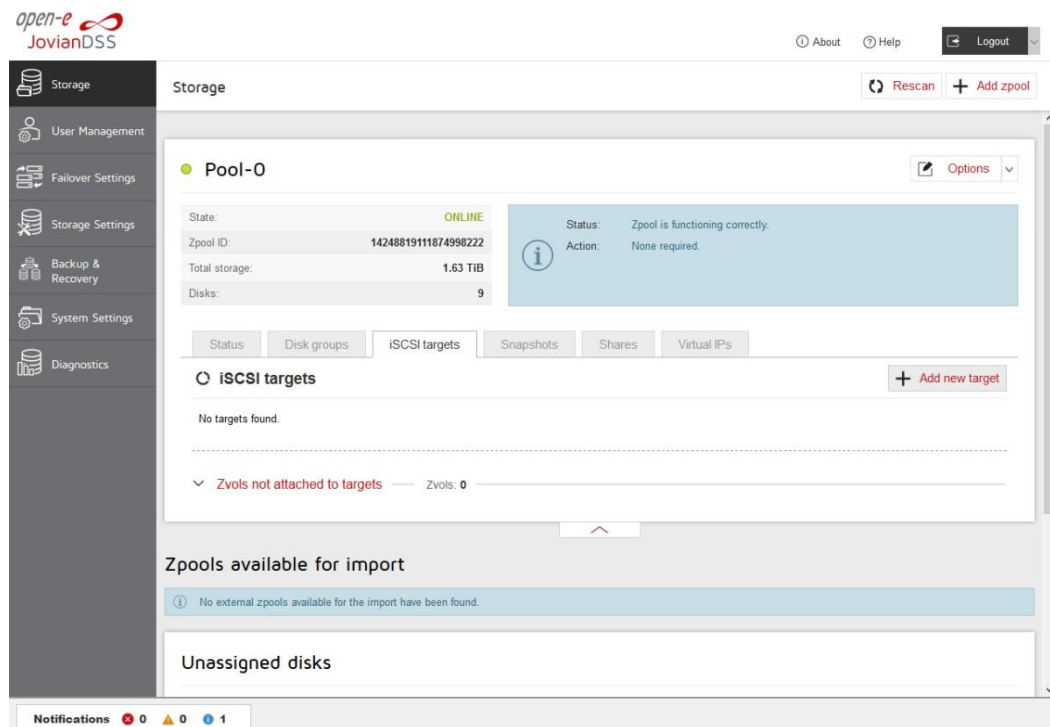 open-e
JovianDSS
About
Help
Logout
Storage
User Management
Failover Settings
Storage Settings
Backup &
Recovery
System Settings
Diagnostics
Storage
Rescan
Add zpool
Pool-0
Options
State: ONLINE
Zpool ID: 14248819111874998222
Total storage: 1.63 TiB
Disks: 9
Status: Zpool is functioning correctly.
Action: None required.
Status
Disk groups
iSCSI targets
Snapshots
Shares
Virtual IPs
iSCSI targets
Add new target
No targets found.
Zvols not attached to targets
Zvols: 0
Zpools available for import
No external zpools available for the import have been found.
Unassigned disks
Notifications 0 0 1